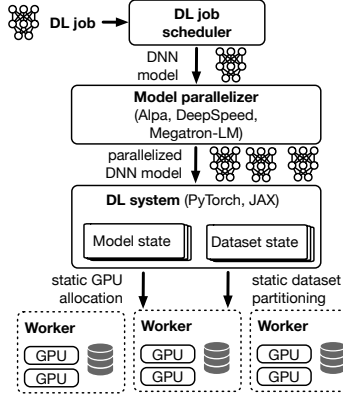 DL job
DL job
scheduler
DNN
model
Model parallelizer
(Alpa, DeepSpeed,
Megatron-LM)
parallelized
DNN model
DL system (PyTorch, JAX)
Model state
Dataset state
static GPU
allocation
static dataset
partitioning
Worker
GPU
GPU
Worker
GPU
GPU
Worker
GPU
GPU